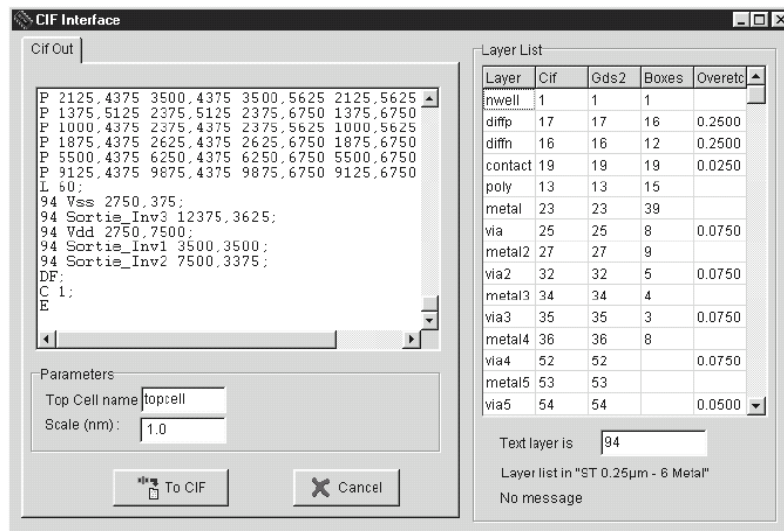 CIF Interface
Cif Out
P 2125,4375 3500,4375 3500,5625 2125,5625
P 1375,5125 2375,5125 2375,6750 1375,6750
P 1000,4375 2375,4375 2375,5625 1000,5625
P 1875,4375 2625,4375 2625,6750 1875,6750
P 5500,4375 6250,4375 6250,6750 5500,6750
P 9125,4375 9875,4375 9875,6750 9125,6750
L 60;
94 Vss 2750,375;
94 Sortie_Inv3 12375,3625;
94 Vdd 2750,7500;
94 Sortie_Inv1 3500,3500;
94 Sortie_Inv2 7500,3375;
DF;
C 1;
E
Parameters
Top Cell name topcell
Scale (nm) : 1.0
To CIF Cancel
Layer List
Layer Cif Gds2 Boxes Overetc
nwell 1 1 1
diffp 17 17 16 0.2500
diffn 16 16 12 0.2500
contact 19 19 19 0.0250
poly 13 13 15
metal 23 23 39
via 25 25 8 0.0750
metal2 27 27 9
via2 32 32 5 0.0750
metal3 34 34 4
via3 35 35 3 0.0750
metal4 36 36 8
via4 52 52 0.0750
metal5 53 53
via5 54 54 0.0500
Text layer is 94
Layer list in "ST 0.25µm - 6 Metal"
No message